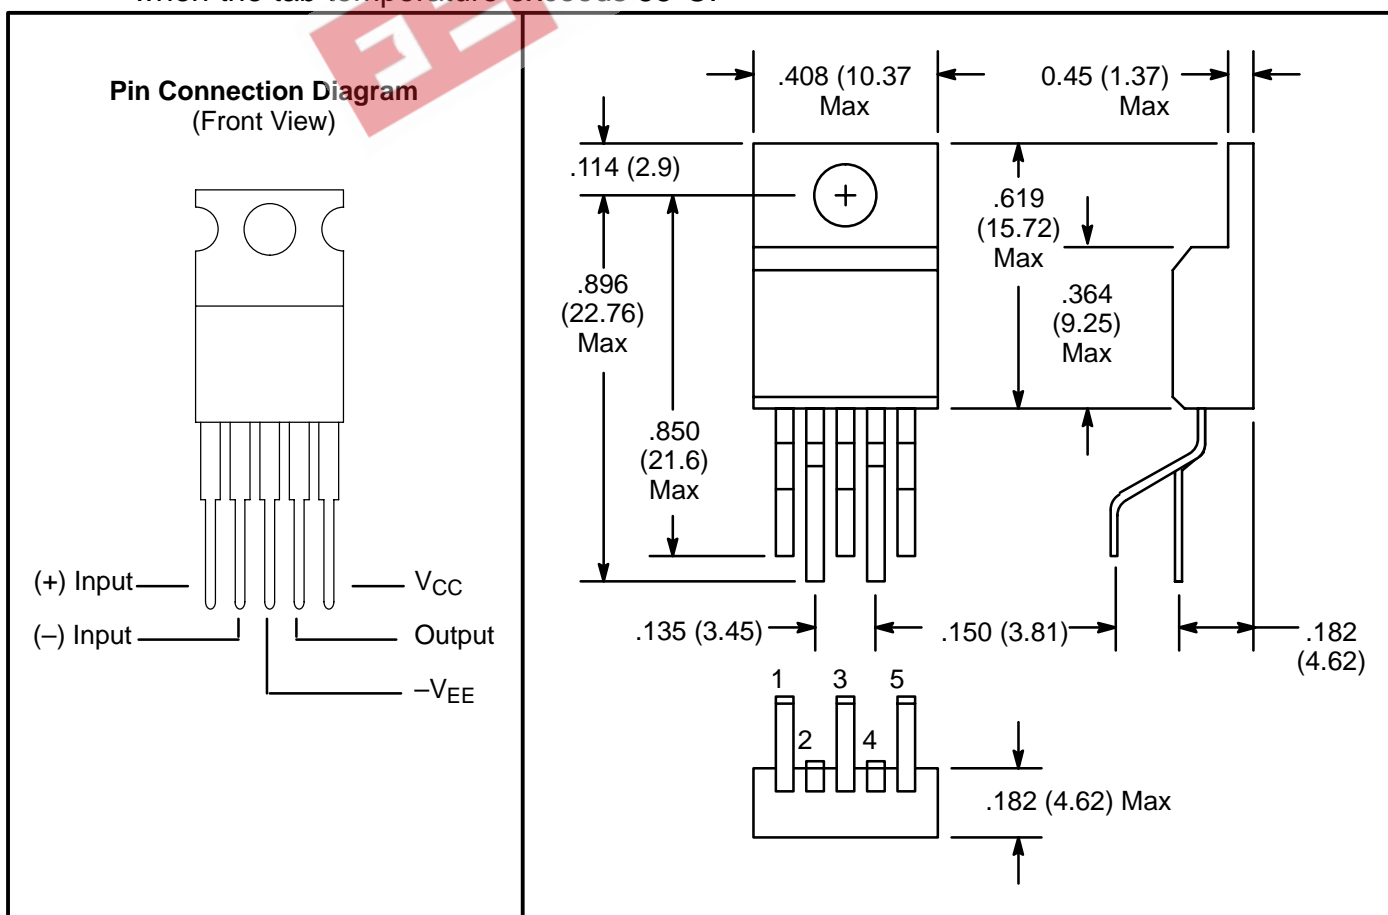 Pin Connection Diagram
(Front View)
(+) Input
(–) Input
VCC
Output
–VEE
.408 (10.37
Max
0.45 (1.37)
Max
.114 (2.9)
.619
(15.72)
Max
.896
(22.76)
Max
.364
(9.25)
Max
.850
(21.6)
Max
.135 (3.45)
.150 (3.81)
.182
(4.62)
1
3
5
2
4
.182 (4.62) Max